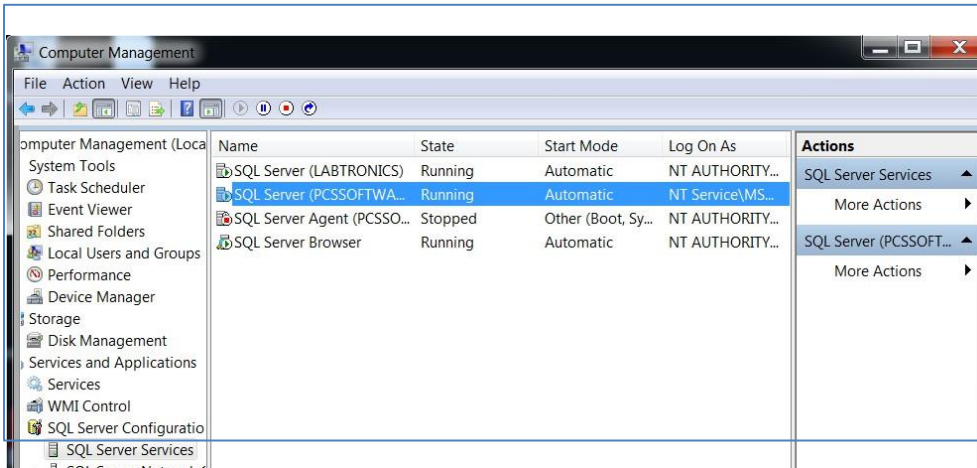 Computer Management
File Action View Help
omputer Management (Loca
System Tools
Task Scheduler
Event Viewer
Shared Folders
Local Users and Groups
Performance
Device Manager
Storage
Disk Management
Services and Applications
Services
WMI Control
SQL Server Configuratio
SQL Server Services
Name State Start Mode Log On As
SQL Server (LABTRONICS) Running Automatic NT AUTHORITY...
SQL Server (PCSSOFTWA... Running Automatic NT Service\MS...
SQL Server Agent (PCSSO... Stopped Other (Boot, Sy... NT AUTHORITY...
SQL Server Browser Running Automatic NT AUTHORITY...
Actions
SQL Server Services
More Actions
SQL Server (PCSSOFT...
More Actions